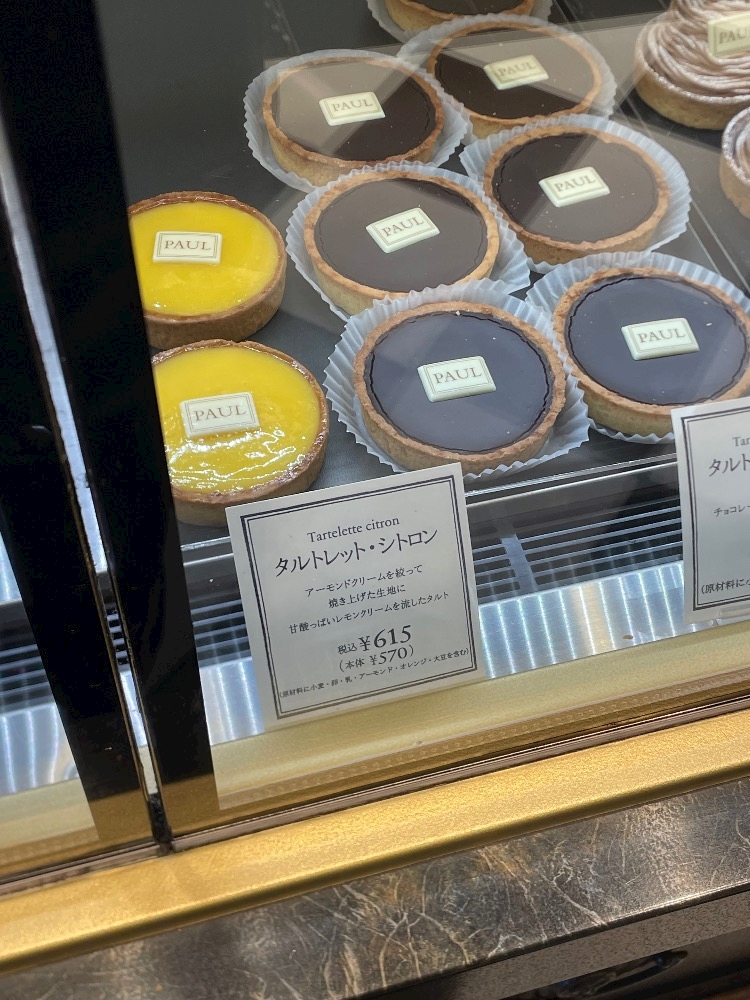 PAUL
PAUL
PAUL
PAUL
PAUL
PAUL
PAUL
PAUL
PAUL
Tartelette citron
タルトレット・シトロン
アーモンドクリームを絞って
焼き上げた生地に
甘酸っぱいレモンクリームを流したタルト
税込 ¥615
(本体 ¥570)
(原材料に小麦・卵・乳・アーモンド・オレンジ・大豆を含む)
Tar
タルト
チョコレー
(原材料に小